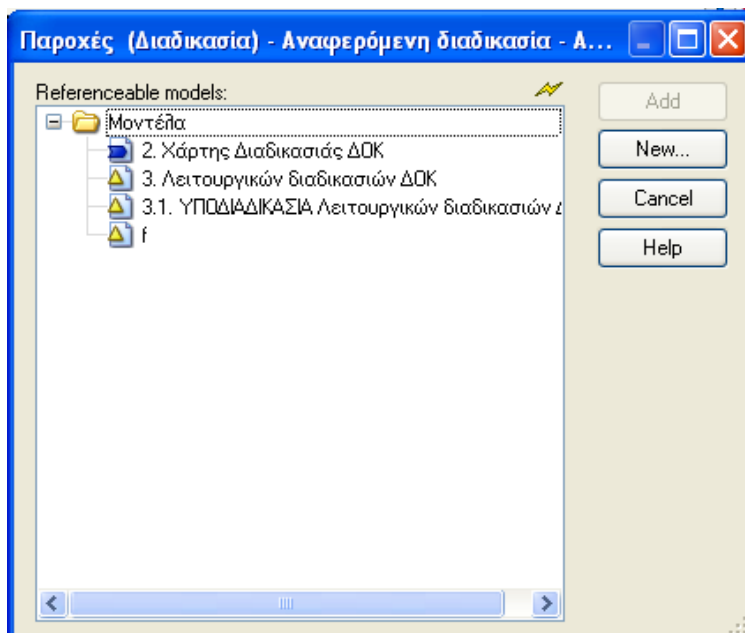 Παροχές (Διαδικασία) - Αναφερόμενη διαδικασία - Α...
Referenceable models:
Μοντέλα
2. Χάρτης Διαδικασιάς ΔΟΚ
3. Λειτουργικών διαδικασιών ΔΟΚ
3.1. ΥΠΟΔΙΑΔΙΚΑΣΙΑ Λειτουργικών διαδικασιών
f
Add
New...
Cancel
Help